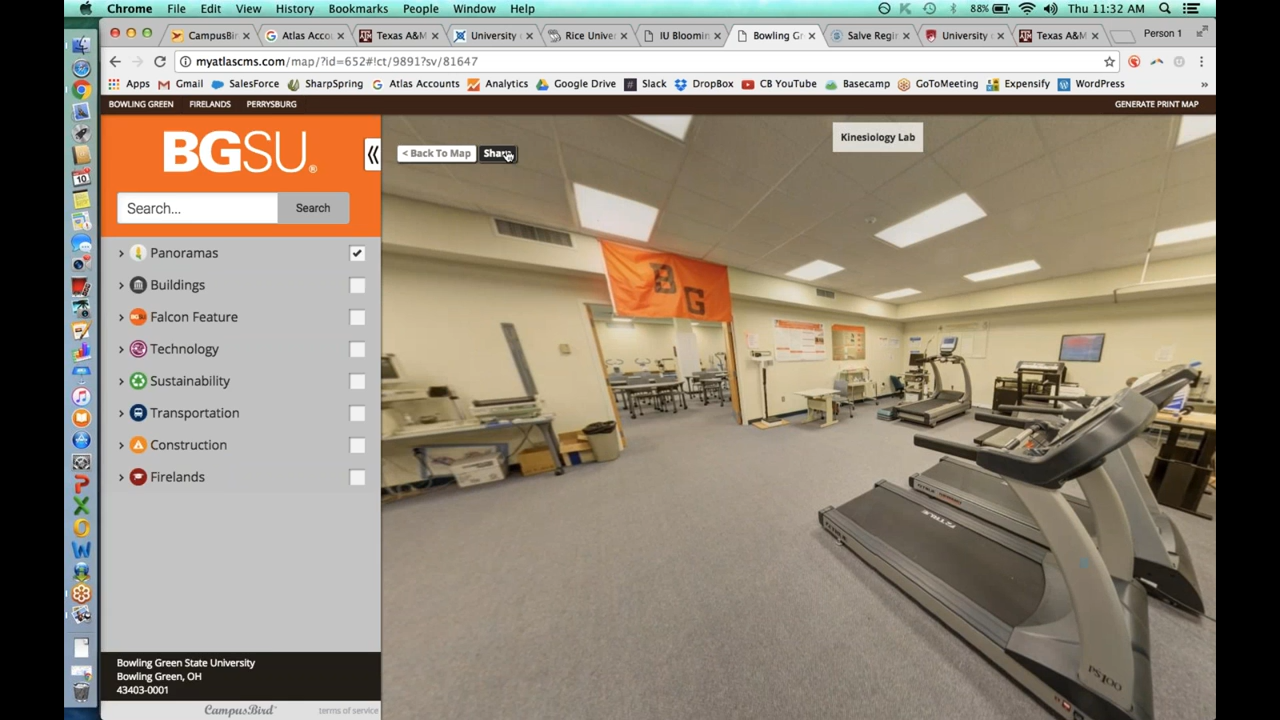 Chrome File Edit View History Bookmarks People Window Help 88% Thu 11:32 AM
CampusBir Atlas Acco Texas A&M University Rice Univer IU Bloomin Bowling Gr Salve Regi University Texas A&M Person 1
myatlascms.com/map/?id=652#!ct/9891?sv/81647
Apps Gmail SalesForce SharpSpring Atlas Accounts Analytics Google Drive Slack DropBox CB YouTube Basecamp GoToMeeting Expensify WordPress
BOWLING GREEN FIRELANDS PERRYSBURG GENERATE PRINT MAP
BGSU®
Kinesiology Lab
< Back To Map
Search... Search
Panoramas
Buildings
BGSU Falcon Feature
Technology
Sustainability
Transportation
Construction
Firelands
B G
Bowling Green State University
Bowling Green, OH
43403-0001
CampusBird terms of service